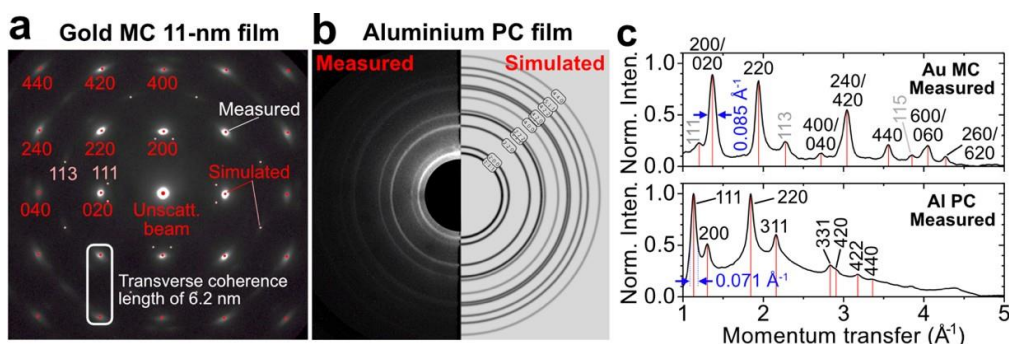 a Gold MC 11-nm film
440 420 400
Measured
240 220 200
113 111
Simulated
040 020 Unscatt.
beam
Transverse coherence
length of 6.2 nm
b Aluminium PC film
Measured Simulated
c
Norm. Inten.
1.0
0.5
0.0
111
200/
020
0.085 Å⁻¹
220
113
400/
040
240/
420
440
115
600/
060
260/
620
Au MC
Measured
Norm. Inten.
1.0
0.5
0.0
111
200
0.071 Å⁻¹
220
311
331
420
422
440
Al PC
Measured
1 2 3 4 5
Momentum transfer (Å⁻¹)